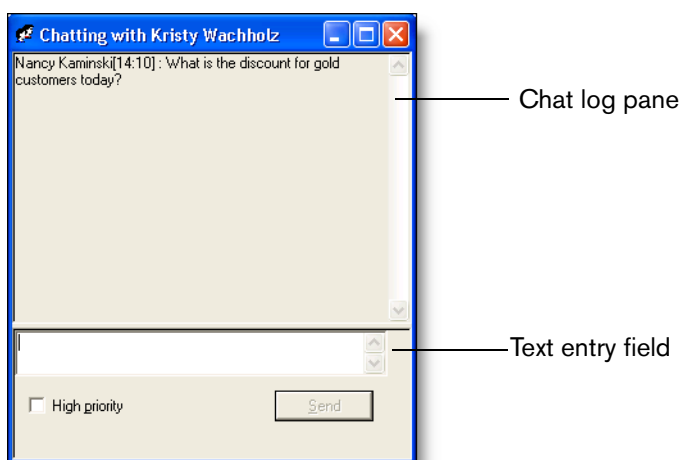 Chatting with Kristy Wachholz
Nancy Kaminski[14:10] : What is the discount for gold
customers today?
Chat log pane
Text entry field
High priority
Send